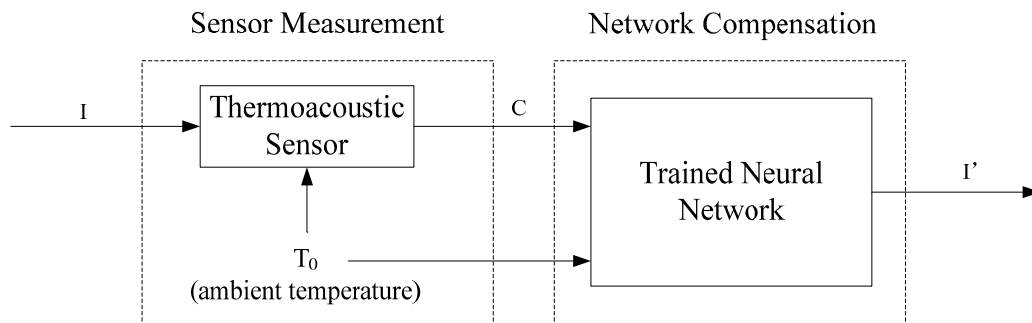 Sensor Measurement
Network Compensation
I
Thermoacoustic
Sensor
C
Trained Neural
Network
I’
T₀
(ambient temperature)